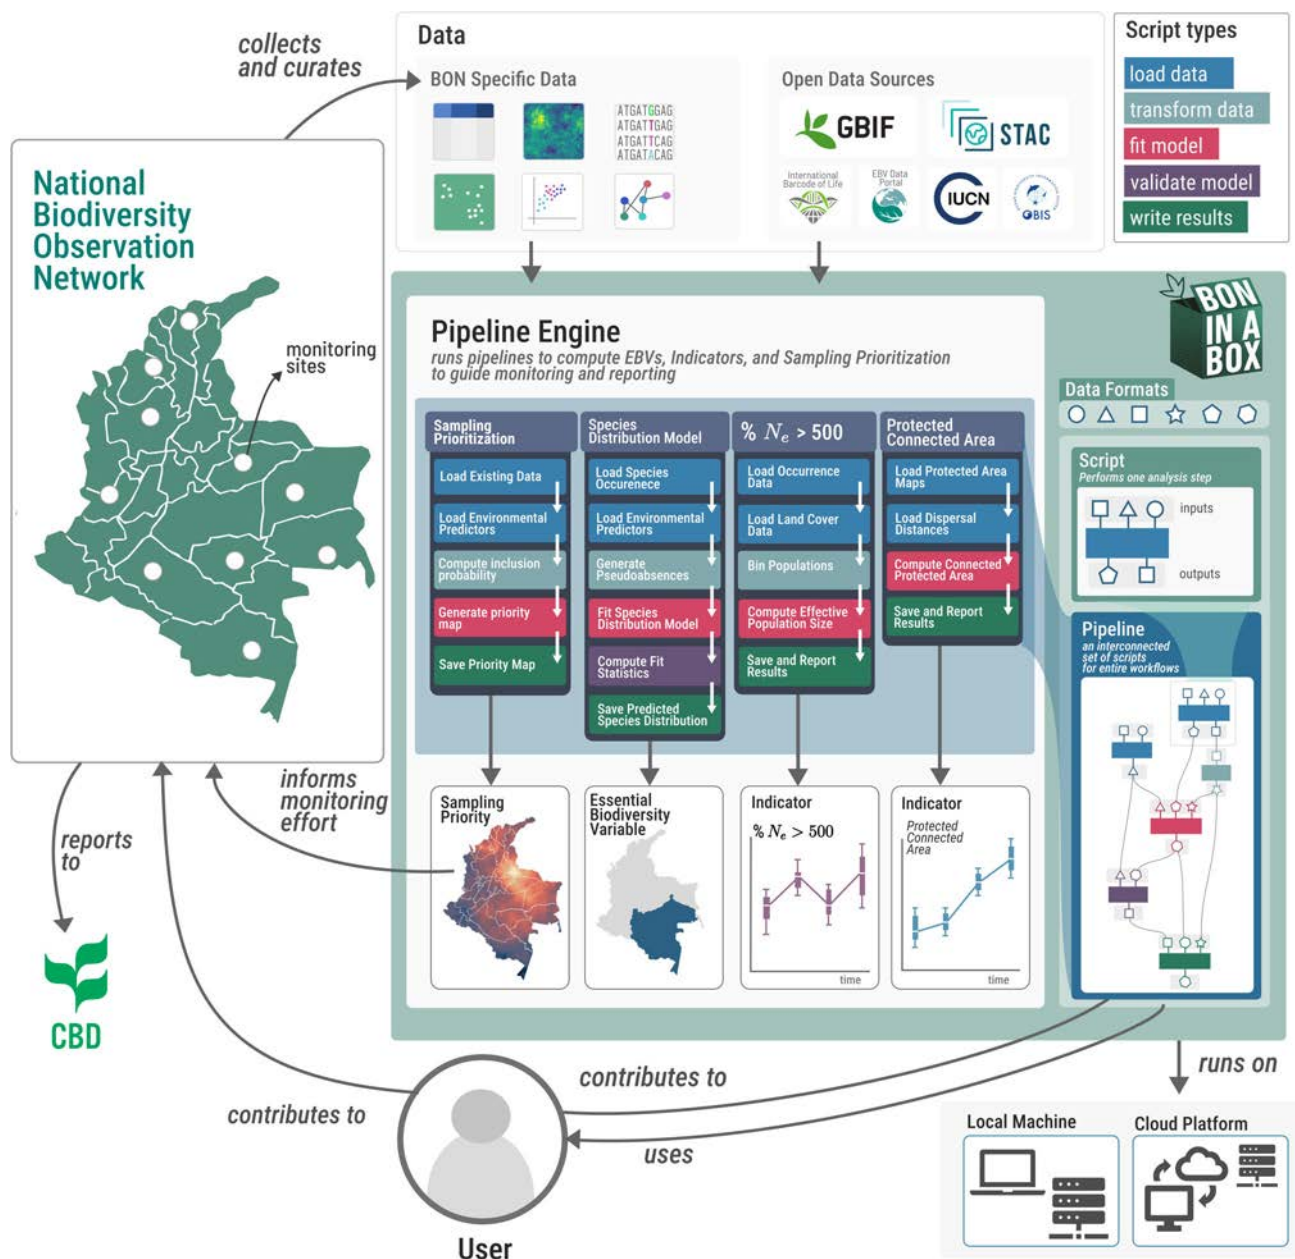 collects
and curates
Data
BON Specific Data
ATGATGGAG
ATGATTGAG
ATGATTCAG
ATGATACAG
Open Data Sources
GBIF
STAC
International
Barcode of Life
EBV Data
Portal
IUCN
OBIS
Script types
load data
transform data
fit model
validate model
write results
National
Biodiversity
Observation
Network
monitoring
sites
BON
IN A
BOX
Pipeline Engine
runs pipelines to compute EBVs, Indicators, and Sampling Prioritization
to guide monitoring and reporting
Sampling
Prioritization
Load Existing Data
Load Environmental
Predictors
Compute inclusion
probability
Generate priority
map
Save Priority Map
Species
Distribution Model
Load Species
Occurenece
Load Environmental
Predictors
Generate
Pseudoabsences
Fit Species
Distribution Model
Compute Fit
Statistics
Save Predicted
Species Distribution
% Nₑ > 500
Load Occurrence
Data
Load Land Cover
Data
Bin Populations
Compute Effective
Population Size
Save and Report
Results
Protected
Connected Area
Load Protected Area
Maps
Load Dispersal
Distances
Compute Connected
Protected Area
Save and Report
Results
Data Formats
Script
Performs one analysis step
inputs
outputs
Pipeline
an interconnected
set of scripts
for entire workflows
informs
monitoring
effort
Sampling
Priority
Essential
Biodiversity
Variable
Indicator
% Nₑ > 500
time
Indicator
Protected
Connected
Area
time
reports
to
CBD
contributes to
contributes to
uses
User
runs on
Local Machine
Cloud Platform